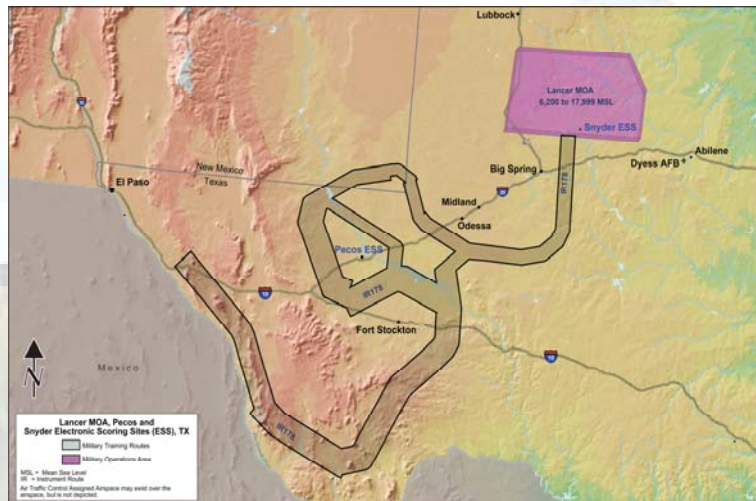 Lubbock
Lancer MOA
6,200 to 17,999 MSL
Snyder ESS
Abilene
Dyess AFB
Big Spring
IR178
20
New Mexico
Texas
El Paso
Midland
Odessa
Pecos ESS
IR178
10
Fort Stockton
10
Mexico
N
IR178
Lancer MOA, Pecos and
Snyder Electronic Scoring Sites (ESS), TX
Military Training Routes
Military Operations Area
MSL = Mean Sea Level
IR = Instrument Route
Air Traffic Control Assigned Airspace may exist over the
airspace, but is not depicted.